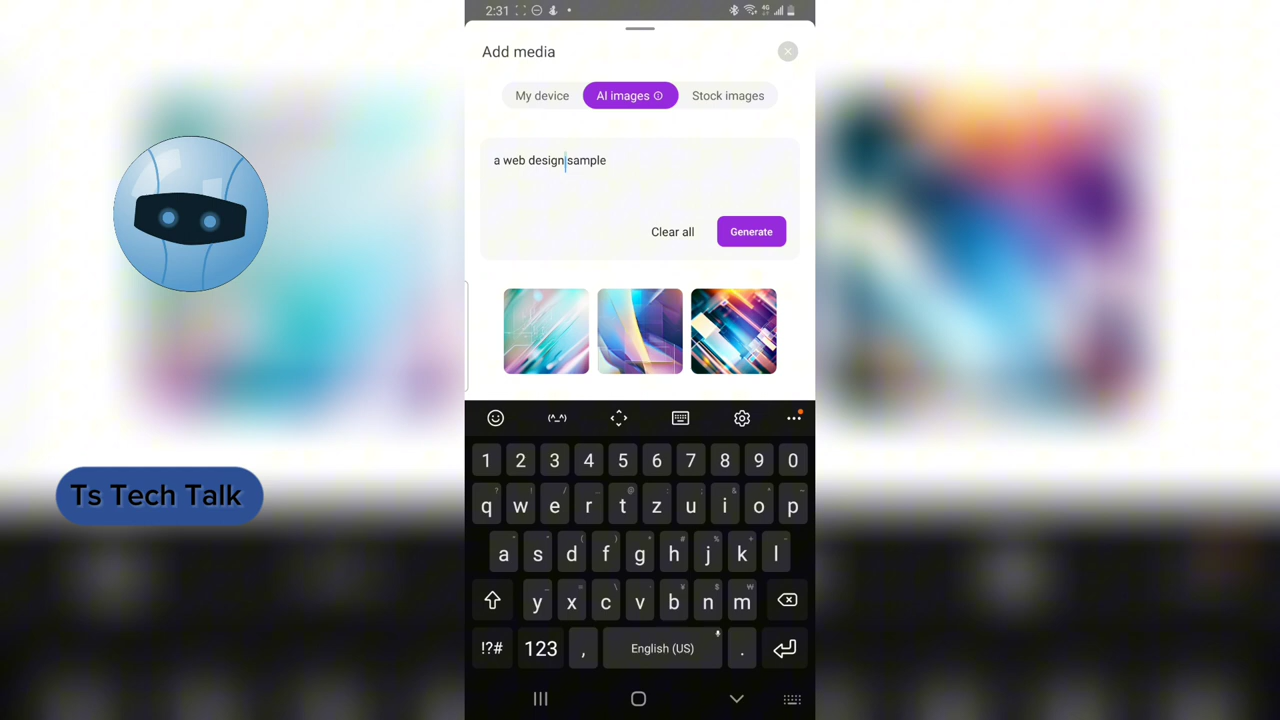 2:31
Add media
My device AI images Stock images
a web design sample
Clear all Generate
Ts Tech Talk
(^_^)
1 2 3 4 5 6 7 8 9 0
q w e r t z u i o p
a s d f g h j k l
y x c v b n m
!?# 123 , English (US) .